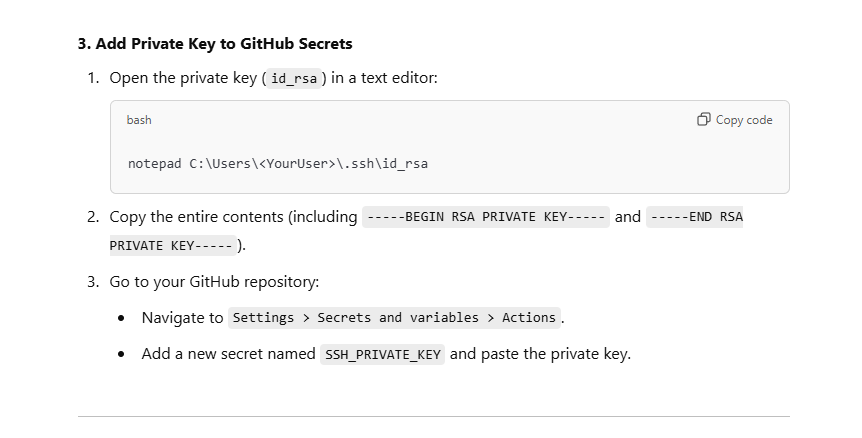 3. Add Private Key to GitHub Secrets
1. Open the private key ( id_rsa ) in a text editor:
bash
Copy code
notepad C:\Users\<YourUser>\.ssh\id_rsa
2. Copy the entire contents (including -----BEGIN RSA PRIVATE KEY----- and -----END RSA
PRIVATE KEY----- ).
3. Go to your GitHub repository:
• Navigate to Settings > Secrets and variables > Actions .
• Add a new secret named SSH_PRIVATE_KEY and paste the private key.